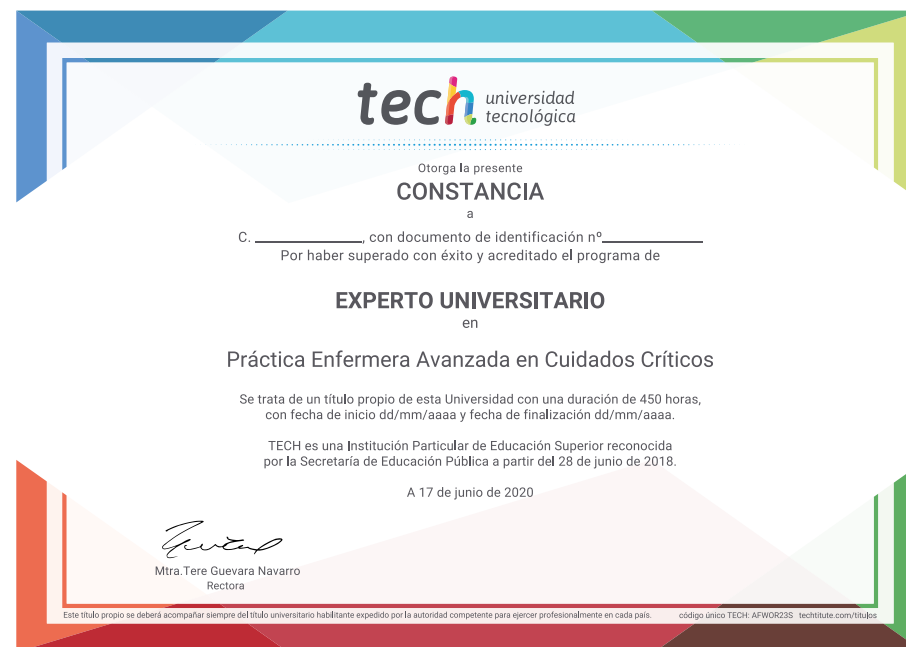 tech universidad
tecnológica
Otorga la presente
CONSTANCIA
a
C. ______________, con documento de identificación nº_____________
Por haber superado con éxito y acreditado el programa de
EXPERTO UNIVERSITARIO
en
Práctica Enfermera Avanzada en Cuidados Críticos
Se trata de un título propio de esta Universidad con una duración de 450 horas,
con fecha de inicio dd/mm/aaaa y fecha de finalización dd/mm/aaaa.
TECH es una Institución Particular de Educación Superior reconocida
por la Secretaría de Educación Pública a partir del 28 de junio de 2018.
A 17 de junio de 2020
Mtra.Tere Guevara Navarro
Rectora
Este título propio se deberá acompañar siempre del título universitario habilitante expedido por la autoridad competente para ejercer profesionalmente en cada país. código único TECH: AFWOR23S techtitute.com/titulos